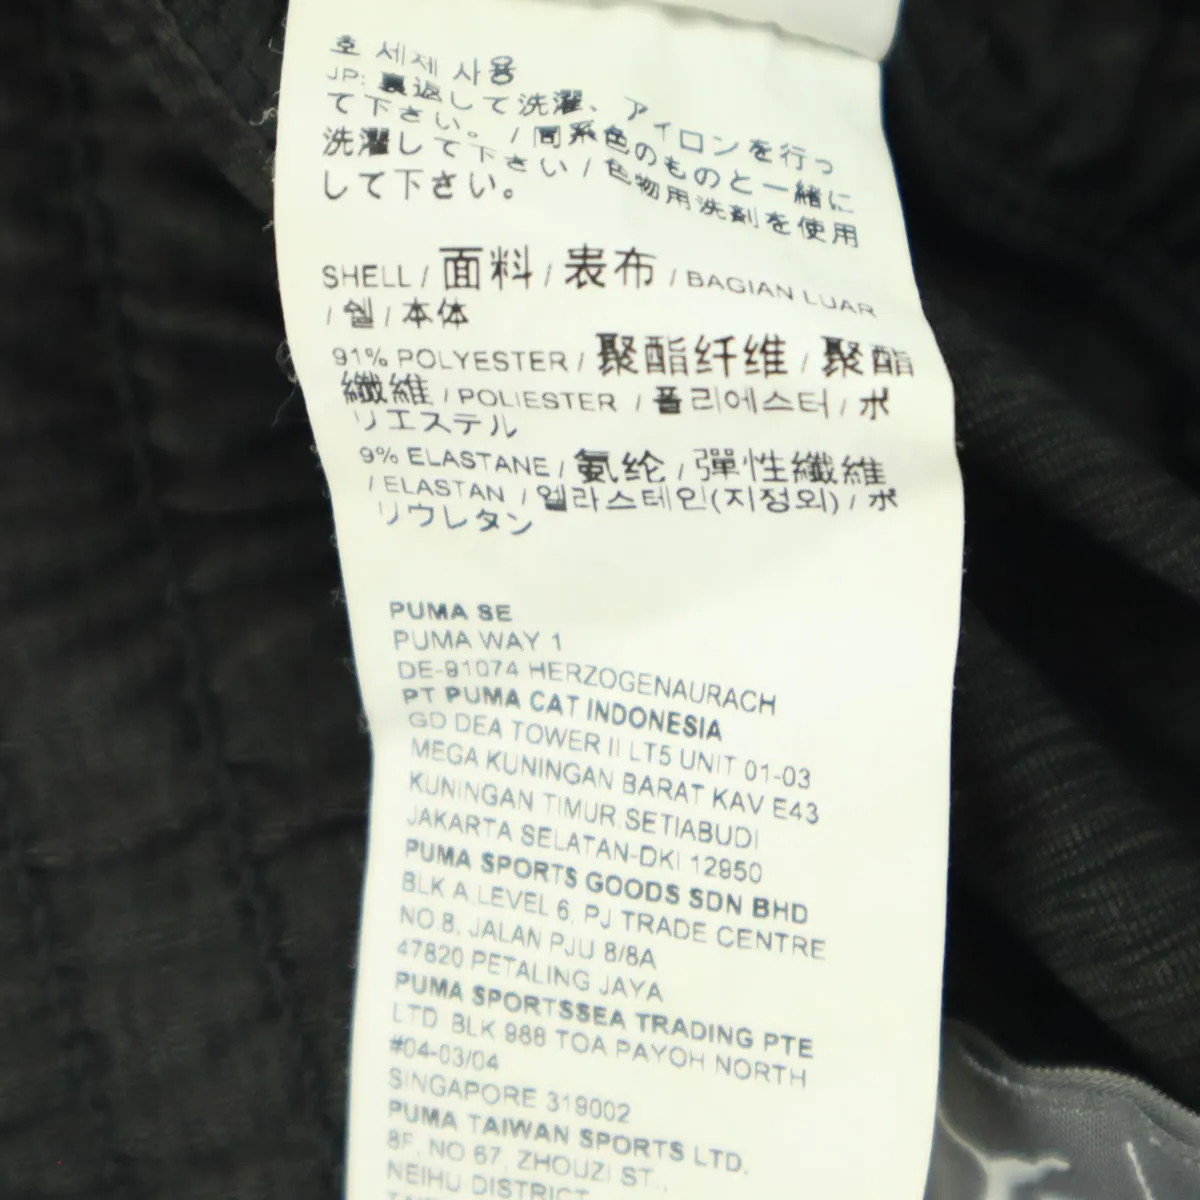 호 세제 사용
JP: 裏返して洗濯、アイロンを行っ
て下さい。/ 同系色のものと一緒に
洗濯して下さい / 色物用洗剤を使用
して下さい。
SHELL / 面料 / 表布 / BAGIAN LUAR
/ 쉘 / 本体
91% POLYESTER / 聚酯纤维 / 聚酯
纖維 / POLIESTER / 폴리에스터 / ポ
リエステル
9% ELASTANE / 氨纶 / 彈性纖維
/ ELASTAN / 엘라스테인(지정외) / ポ
リウレタン
PUMA SE
PUMA WAY 1
DE-91074 HERZOGENAURACH
PT PUMA CAT INDONESIA
GD DEA TOWER II LT5 UNIT 01-03
MEGA KUNINGAN BARAT KAV E43
KUNINGAN TIMUR.SETIABUDI
JAKARTA SELATAN-DKI 12950
PUMA SPORTS GOODS SDN BHD
BLK A,LEVEL 6, PJ TRADE CENTRE
NO.8, JALAN PJU 8/8A
47820 PETALING JAYA
PUMA SPORTSSEA TRADING PTE
LTD BLK 988 TOA PAYOH NORTH
#04-03/04
SINGAPORE 319002
PUMA TAIWAN SPORTS LTD.
8F, NO 67, ZHOUZI ST.,
NEIHU DISTRICT